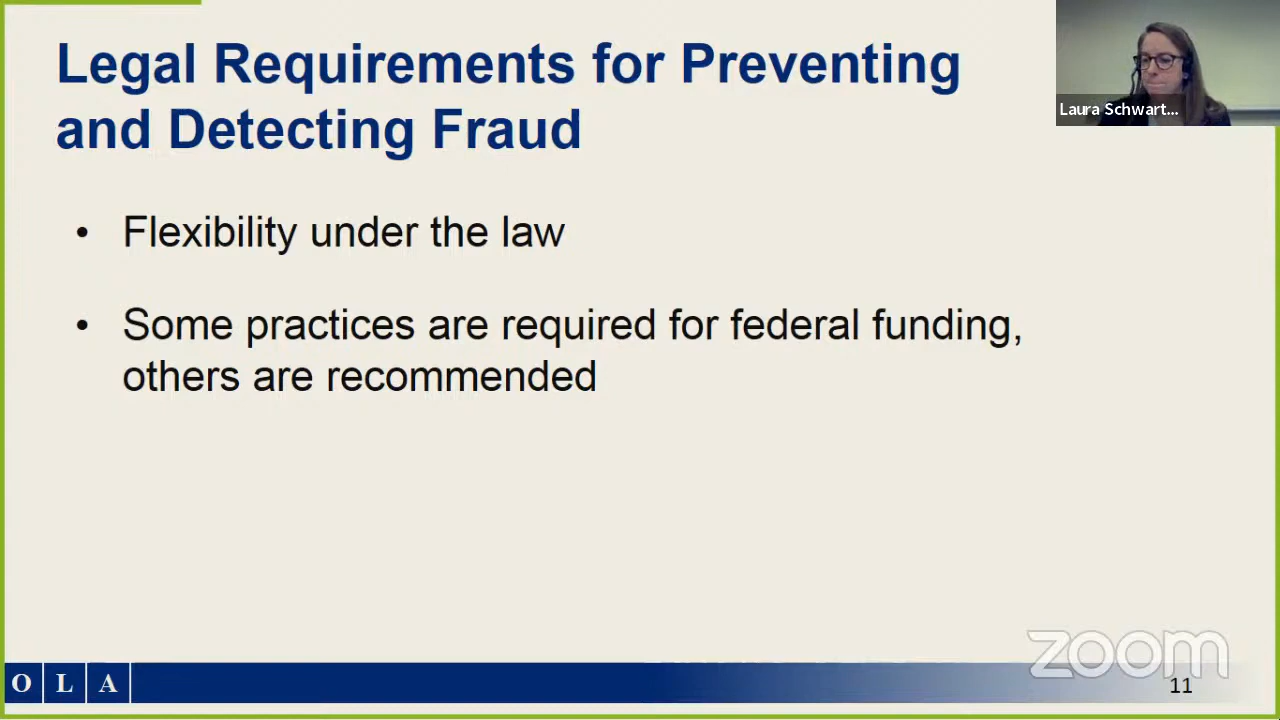 Legal Requirements for Preventing
and Detecting Fraud
Laura Schwart...
• Flexibility under the law
• Some practices are required for federal funding,
others are recommended
zoom
O L A
11